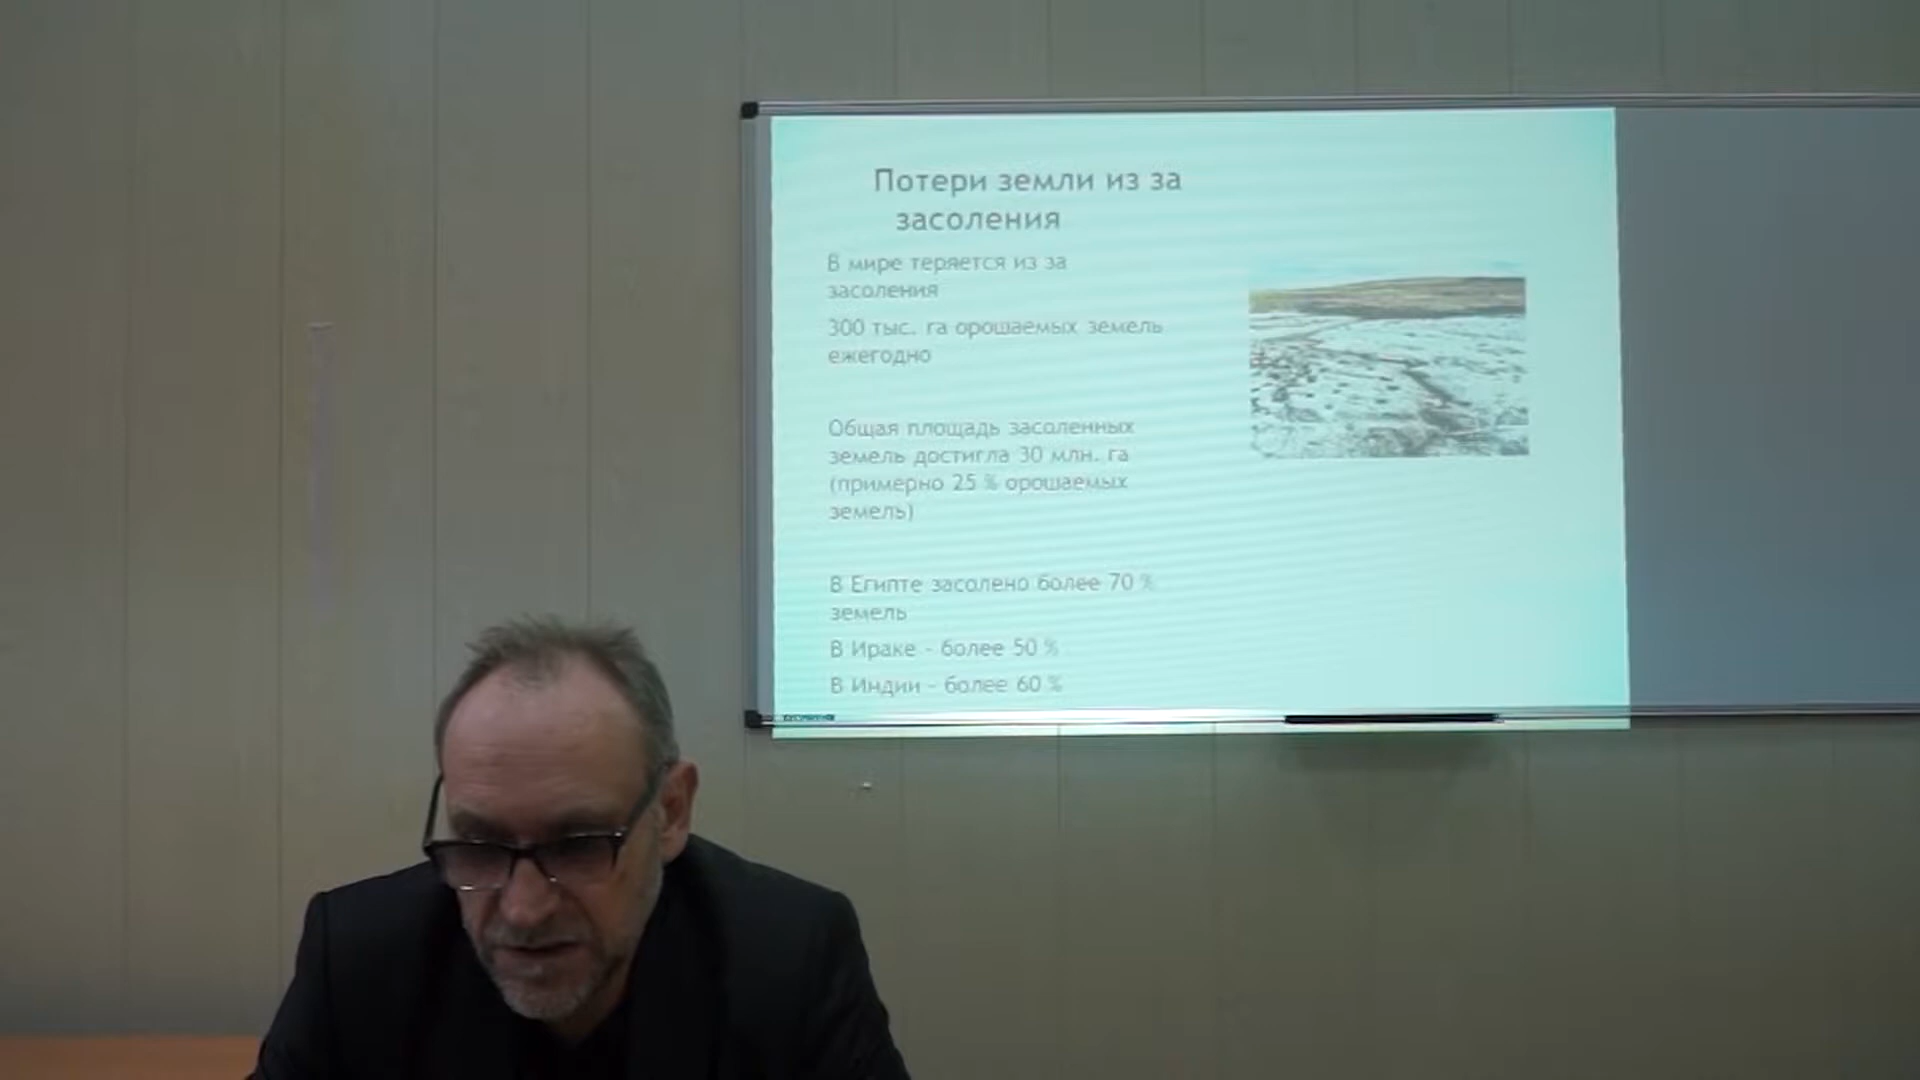 Потери земли из за
засоления
В мире теряется из за
засоления
300 тыс. га орошаемых земель
ежегодно
Общая площадь засоленных
земель достигла 30 млн. га
(примерно 25 % орошаемых
земель)
В Египте засолено более 70 %
земель
В Ираке - более 50 %
В Индии - более 60 %